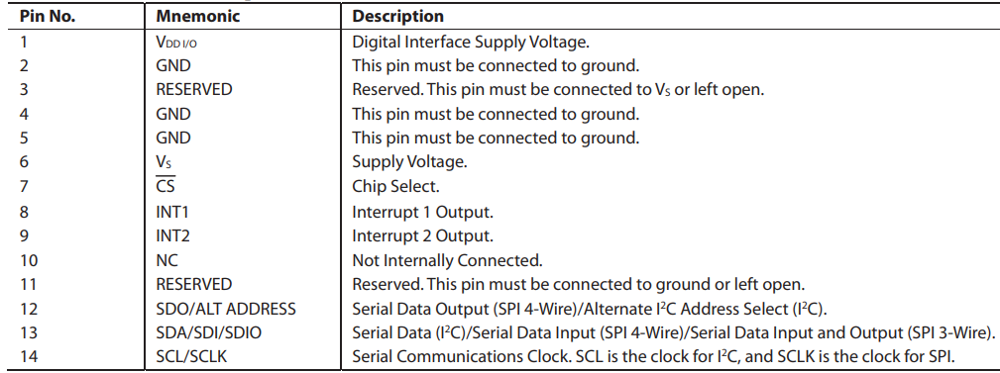 Pin No. Mnemonic Description
1 VDD I/O Digital Interface Supply Voltage.
2 GND This pin must be connected to ground.
3 RESERVED Reserved. This pin must be connected to VS or left open.
4 GND This pin must be connected to ground.
5 GND This pin must be connected to ground.
6 VS Supply Voltage.
7 C̅S̅ Chip Select.
8 INT1 Interrupt 1 Output.
9 INT2 Interrupt 2 Output.
10 NC Not Internally Connected.
11 RESERVED Reserved. This pin must be connected to ground or left open.
12 SDO/ALT ADDRESS Serial Data Output (SPI 4-Wire)/Alternate I²C Address Select (I²C).
13 SDA/SDI/SDIO Serial Data (I²C)/Serial Data Input (SPI 4-Wire)/Serial Data Input and Output (SPI 3-Wire).
14 SCL/SCLK Serial Communications Clock. SCL is the clock for I²C, and SCLK is the clock for SPI.